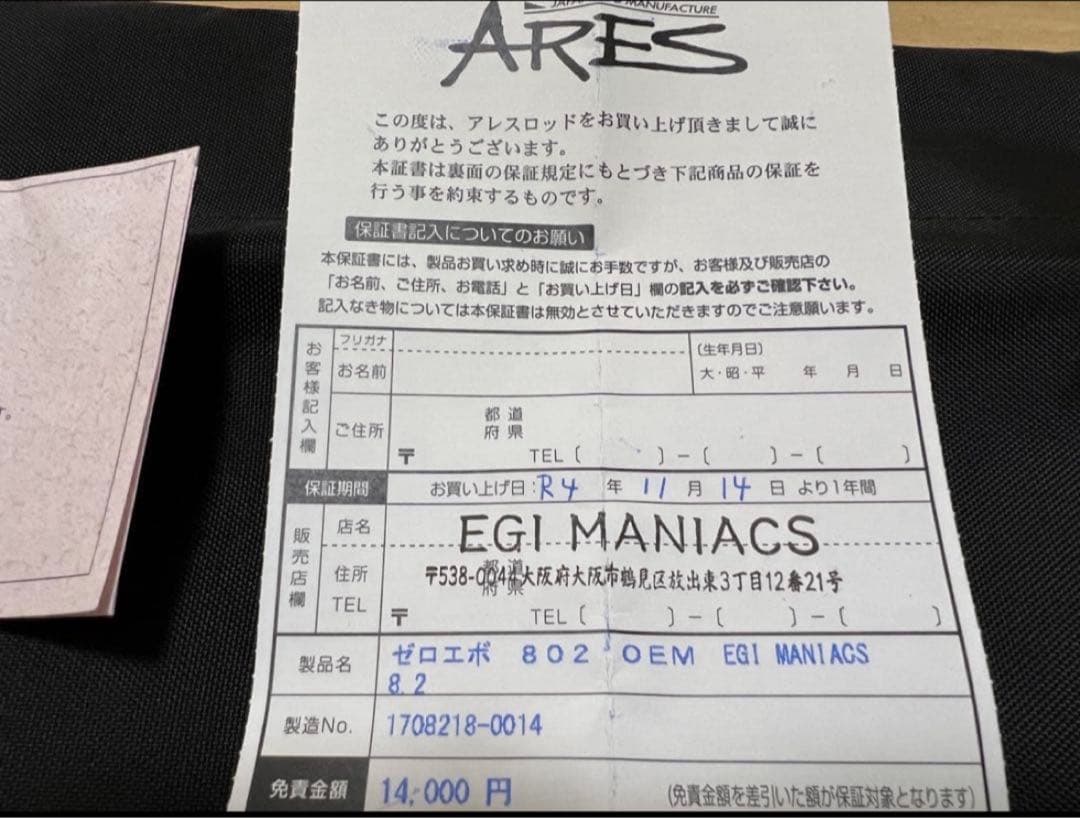 MANUFACTURE
ARES
この度は、アレスロッドをお買い上げ頂きまして誠に
ありがとうございます。
本証書は裏面の保証規定にもとづき下記商品の保証を
行う事を約束するものです。
保証書記入についてのお願い
本保証書には、製品お買い求め時に誠にお手数ですが、お客様及び販売店の
「お名前、ご住所、お電話」と「お買い上げ日」欄の記入を必ずご確認下さい。
記入なき物については本保証書は無効とさせていただきますのでご注意願います。
お客様記入欄
フリガナ
お名前
(生年月日)
大・昭・平 年 月 日
ご住所
都 道
府 県
〒 TEL ( ) − ( ) − ( )
保証期間 お買い上げ日:R4 年 11 月 14 日 より1年間
販売店欄
店名 EGI MANIACS
住所 都 道
府 県
〒538-0044大阪府大阪市鶴見区放出東3丁目12番21号
TEL 〒 TEL ( ) − ( ) − ( )
製品名 ゼロエボ 802 OEM EGI MANIACS
8.2
製造No. 1708218-0014
免責金額 14,000 円 (免責金額を差引いた額が保証対象となります)
す。